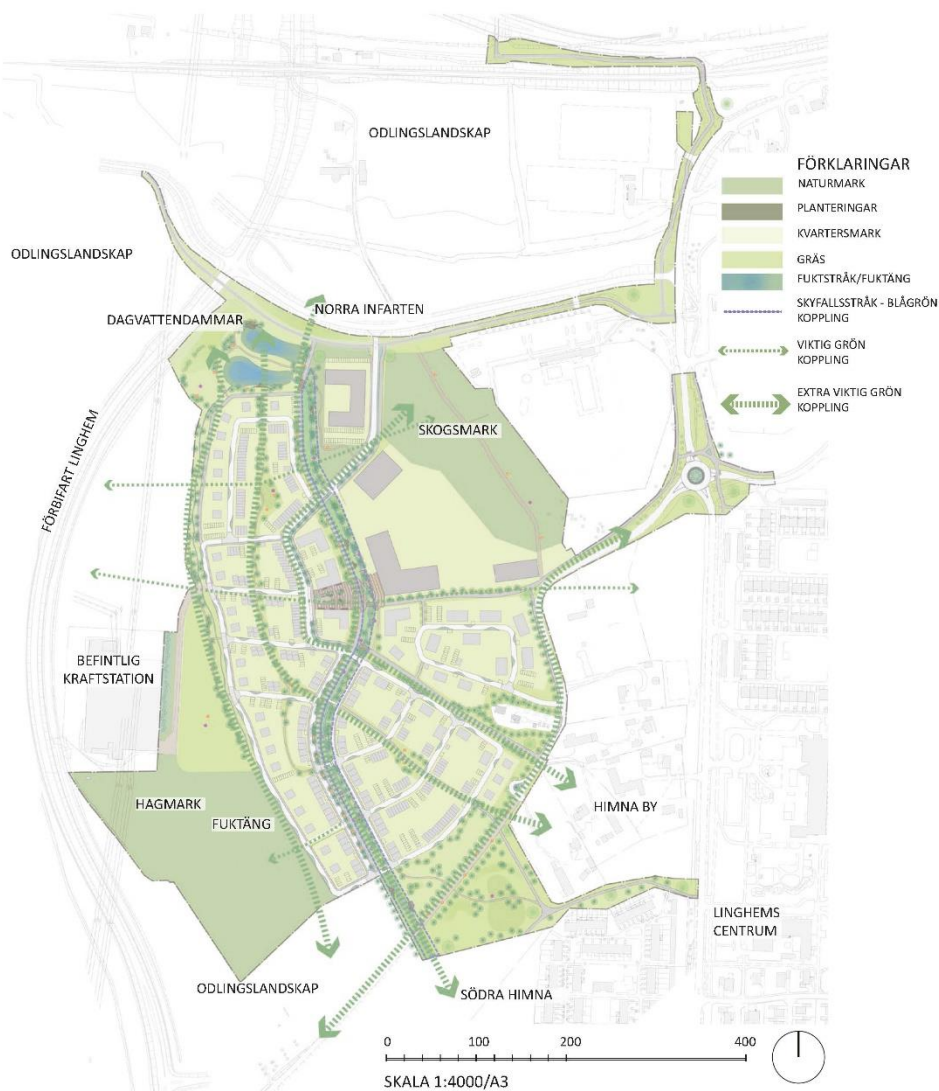 ODLINGSLANDSKAP
FÖRKLARINGAR
NATURMARK
PLANTERINGAR
KVARTERSMARK
GRÄS
FUKTSTRÅK/FUKTÄNG
SKYFALLSSTRÅK - BLÅGRÖN
KOPPLING
VIKTIG GRÖN
KOPPLING
EXTRA VIKTIG GRÖN
KOPPLING
ODLINGSLANDSKAP
DAGVATTENDAMMAR
NORRA INFARTEN
SKOGSMARK
FÖRBIFART LINGHEM
BEFINTLIG
KRAFTSTATION
HAGMARK
FUKTÄNG
HIMNA BY
LINGHEMS
CENTRUM
ODLINGSLANDSKAP
SÖDRA HIMNA
0 100 200 400
SKALA 1:4000/A3